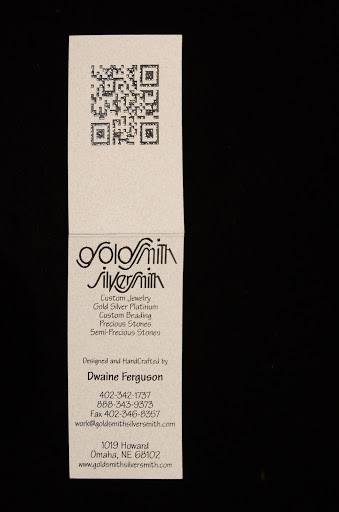 goldsmith
silversmith
Custom Jewelry
Gold Silver Platinum
Custom Beading
Precious Stones
Semi-Precious Stones
Designed and HandCrafted by
Dwaine Ferguson
402-342-1737
888-343-9373
Fax 402-346-8357
work@goldsmithsilversmith.com
1019 Howard
Omaha, NE 68102
www.goldsmithsilversmith.com